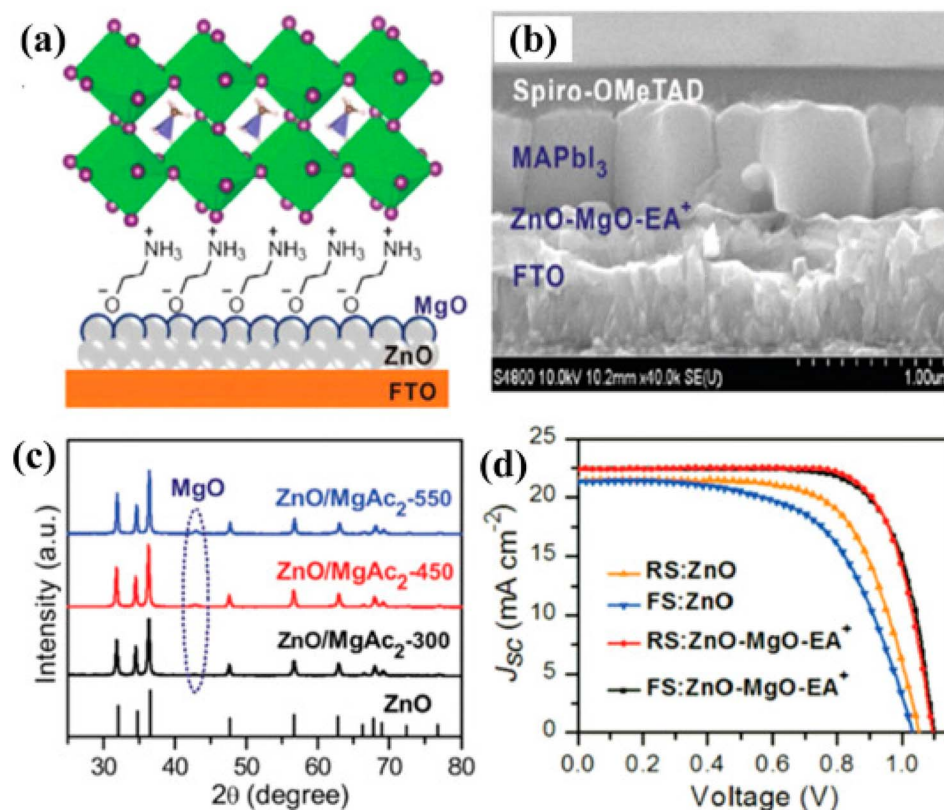 (a)
+ + + + +
NH3 NH3 NH3 NH3 NH3
− − − − −
O O O O O
MgO
ZnO
FTO
(b)
Spiro-OMeTAD
MAPbI3
ZnO-MgO-EA+
FTO
S4800 10.0kV 10.2mm x40.0k SE(U)
1.00um
(c)
MgO
ZnO/MgAc2-550
ZnO/MgAc2-450
ZnO/MgAc2-300
ZnO
Intensity (a.u.)
30 40 50 60 70 80
2θ (degree)
(d)
25
20
15
10
5
0
JSC (mA cm-2)
RS:ZnO
FS:ZnO
RS:ZnO-MgO-EA+
FS:ZnO-MgO-EA+
0.0 0.2 0.4 0.6 0.8 1.0
Voltage (V)